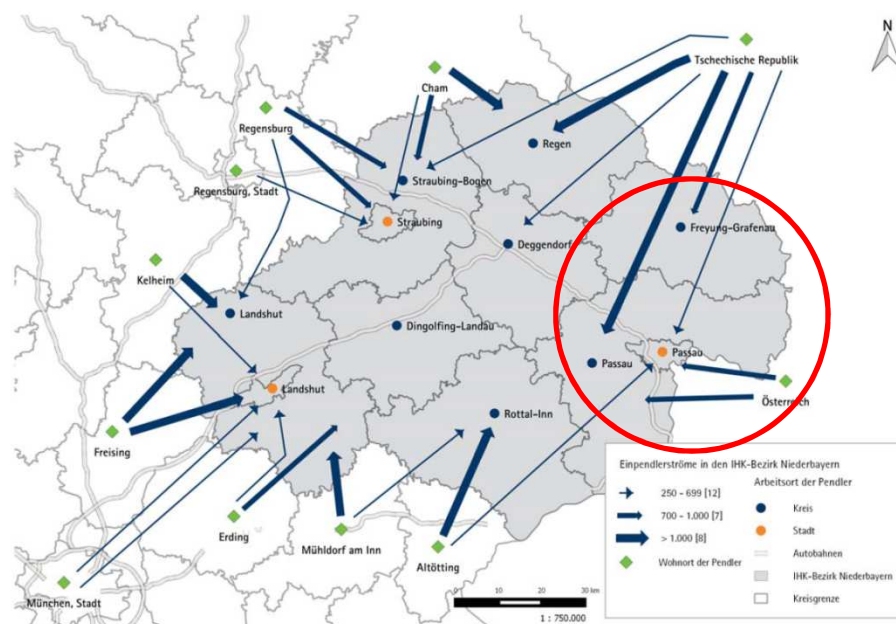 N
Tschechische Republik
Cham
Regensburg
Regen
Regensburg, Stadt
Straubing-Bogen
Straubing
Freyung-Grafenau
Deggendorf
Kelheim
Landshut
Dingolfing-Landau
Passau
Passau
Landshut
Österreich
Rottal-Inn
Freising
Erding
Mühldorf am Inn
Altötting
München, Stadt
Einpendlerströme in den IHK-Bezirk Niederbayern
Arbeitsort der Pendler
250 - 699 [12]
700 - 1.000 [7]
> 1.000 [8]
Wohnort der Pendler
Kreis
Stadt
Autobahnen
IHK-Bezirk Niederbayern
Kreisgrenze
0 10 20 30 km
1 : 750.000